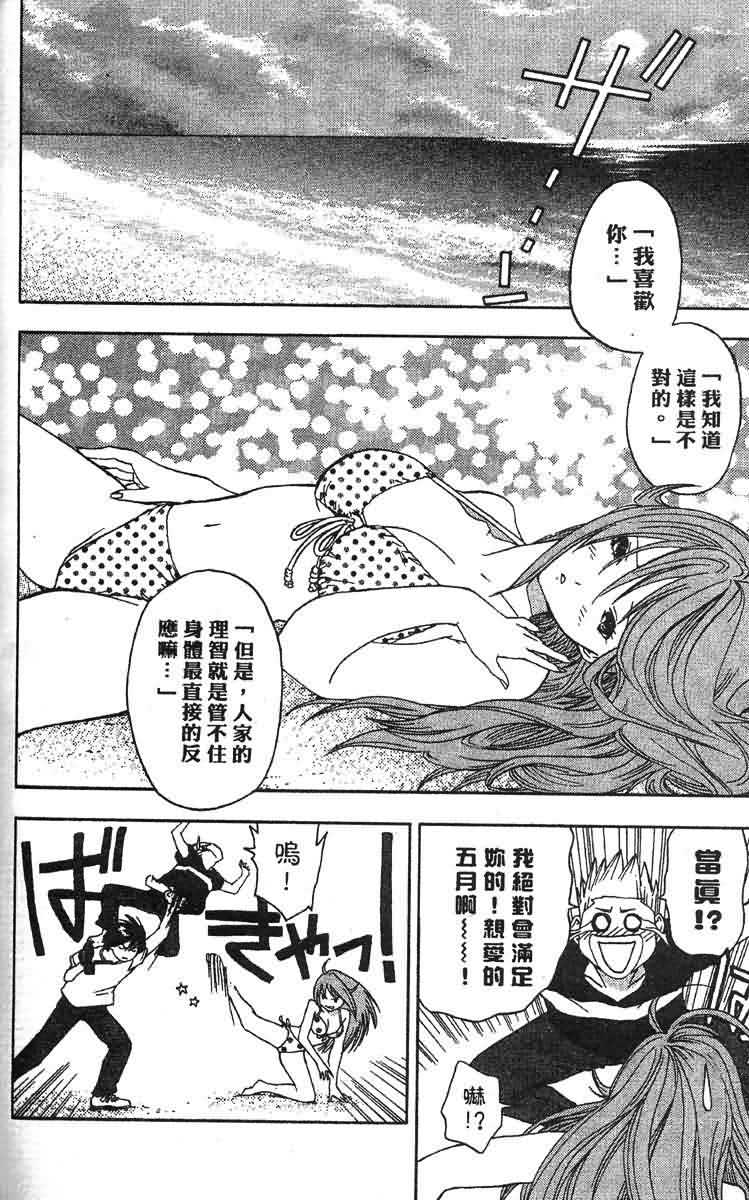 ザ
「我喜歡
你…」
「我知道
這樣是不
對的。」
「但是，人家的
理智就是管不住
身體最直接的反
應嘛…」
當眞!?
我絕對會滿足
妳的！親愛的
五月啊～～～！
嚇!?
嗚！
ばきゃっ！